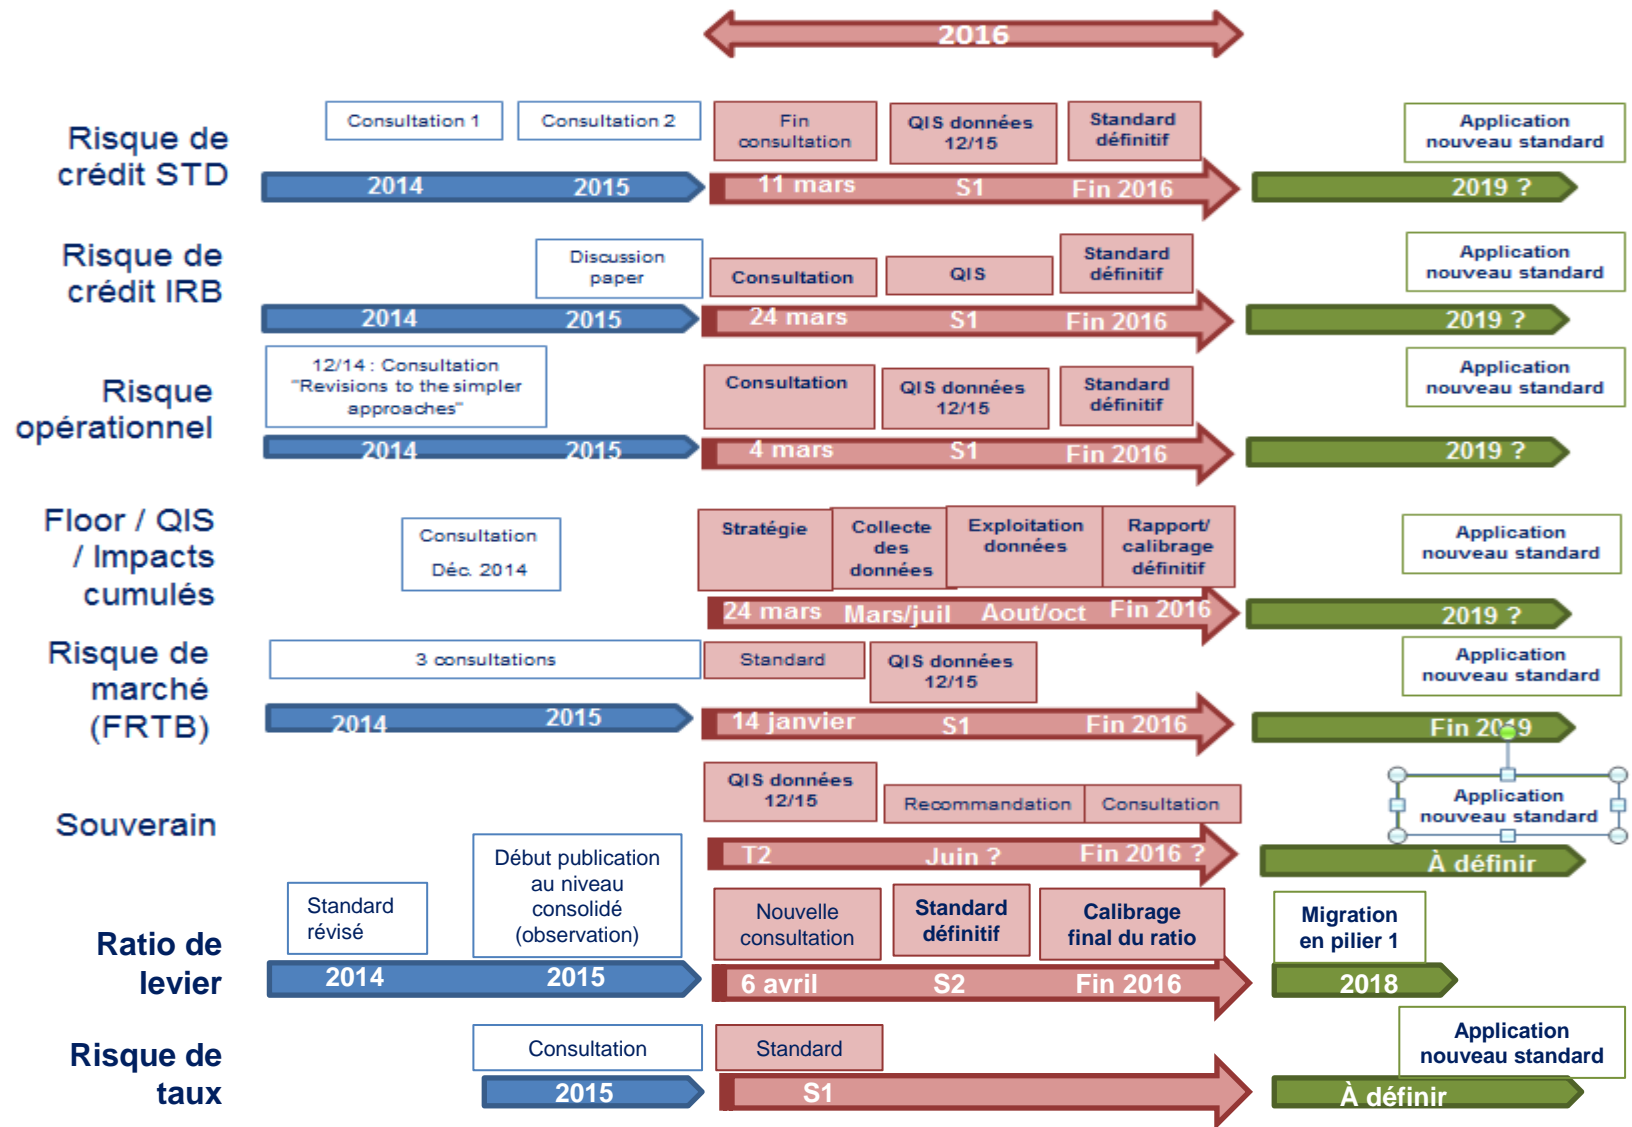 2016
Risque de
crédit STD
Consultation 1
Consultation 2
Fin
consultation
QIS données
12/15
Standard
définitif
Application
nouveau standard
2014
2015
11 mars
S1
Fin 2016
2019 ?
Risque de
crédit IRB
Discussion
paper
Consultation
QIS
Standard
définitif
Application
nouveau standard
2014
2015
24 mars
S1
Fin 2016
2019 ?
Risque
opérationnel
12/14 : Consultation
"Revisions to the simpler
approaches"
Consultation
QIS données
12/15
Standard
définitif
Application
nouveau standard
2014
2015
4 mars
S1
Fin 2016
2019 ?
Floor / QIS
/ Impacts
cumulés
Consultation
Déc. 2014
Stratégie
Collecte
des
données
Exploitation
données
Rapport/
calibrage
définitif
Application
nouveau standard
24 mars
Mars/juil
Aout/oct
Fin 2016
2019 ?
Risque de
marché
(FRTB)
3 consultations
Standard
QIS données
12/15
Application
nouveau standard
2014
2015
14 janvier
S1
Fin 2016
Fin 2019
Souverain
QIS données
12/15
Recommandation
Consultation
Application
nouveau standard
T2
Juin ?
Fin 2016 ?
À définir
Ratio de
levier
Standard
révisé
Début publication
au niveau
consolidé
(observation)
Nouvelle
consultation
Standard
définitif
Calibrage
final du ratio
Migration
en pilier 1
2014
2015
6 avril
S2
Fin 2016
2018
Risque de
taux
Consultation
Standard
Application
nouveau standard
2015
S1
À définir